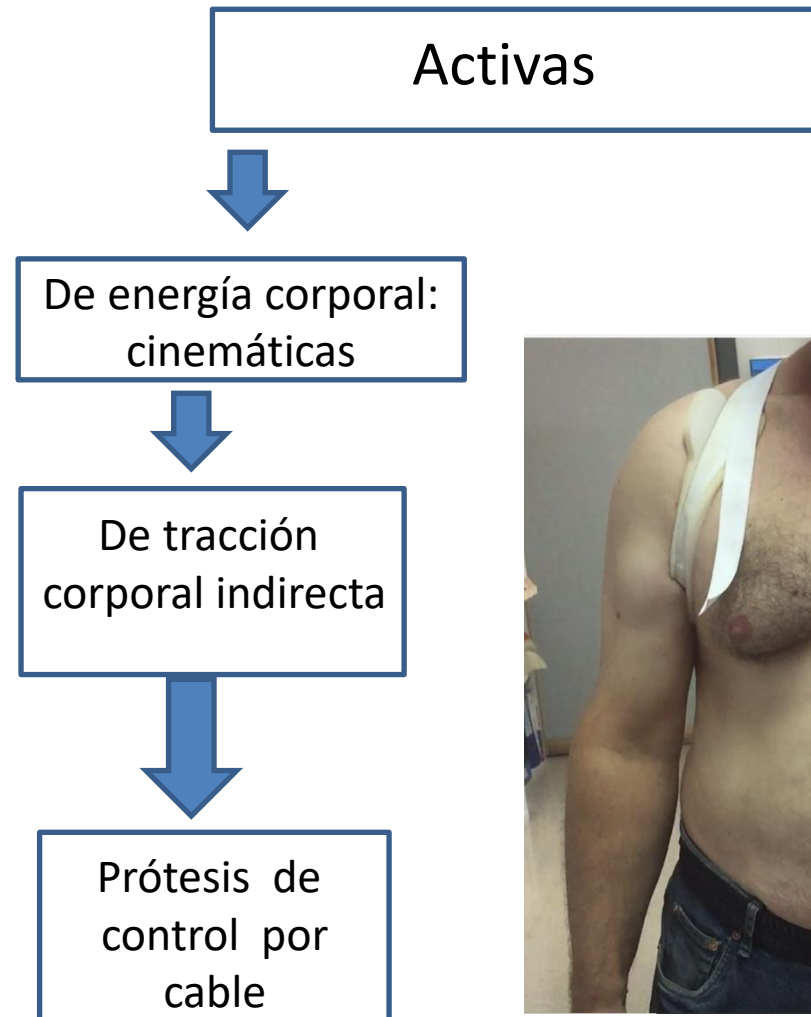 Activas
De energía corporal:
cinemáticas
De tracción
corporal indirecta
Prótesis de
control por
cable